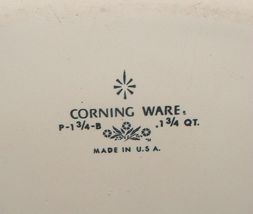 CORNING WARE®
P-1 3/4-B . 1 3/4 QT.
MADE IN U.S.A.